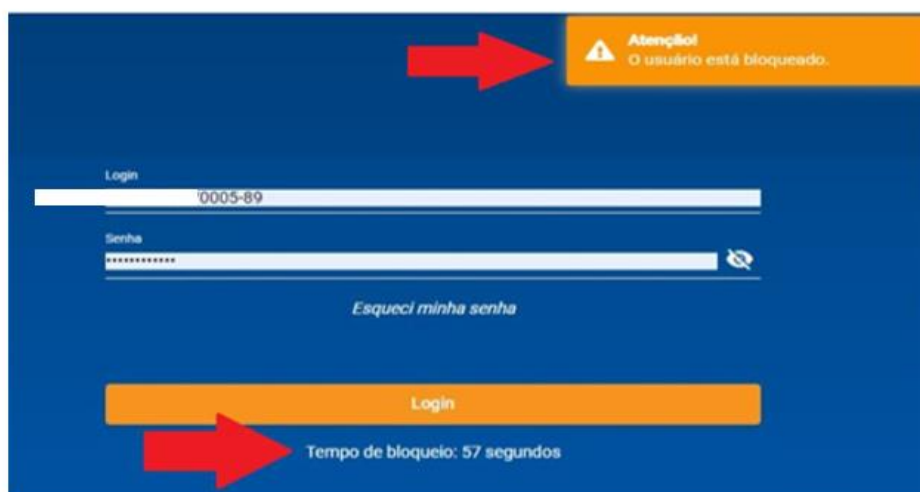 Atenção!
O usuário está bloqueado.
Login
0005-89
Senha
••••••••••••
Esqueci minha senha
Login
Tempo de bloqueio: 57 segundos